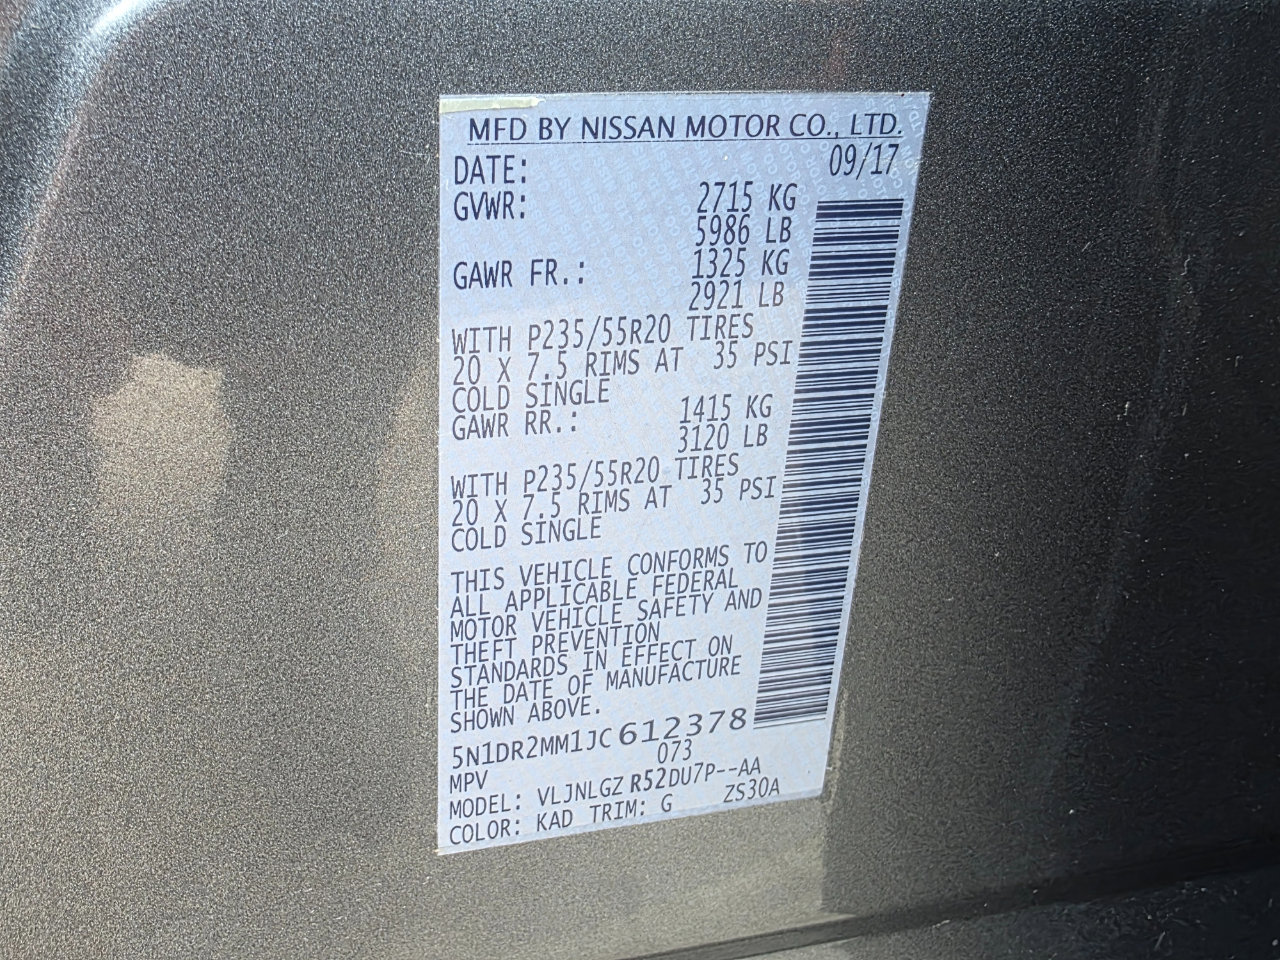 MFD BY NISSAN MOTOR CO., LTD.
DATE: 09/17
GVWR: 2715 KG
5986 LB
GAWR FR.: 1325 KG
2921 LB
WITH P235/55R20 TIRES
20 X 7.5 RIMS AT 35 PSI
COLD SINGLE
GAWR RR.: 1415 KG
3120 LB
WITH P235/55R20 TIRES
20 X 7.5 RIMS AT 35 PSI
COLD SINGLE
THIS VEHICLE CONFORMS TO
ALL APPLICABLE FEDERAL
MOTOR VEHICLE SAFETY AND
THEFT PREVENTION
STANDARDS IN EFFECT ON
THE DATE OF MANUFACTURE
SHOWN ABOVE.
5N1DR2MM1JC612378
MPV 073
MODEL: VLJNLGZ R52DU7P--AA
COLOR: KAD TRIM: G ZS30A